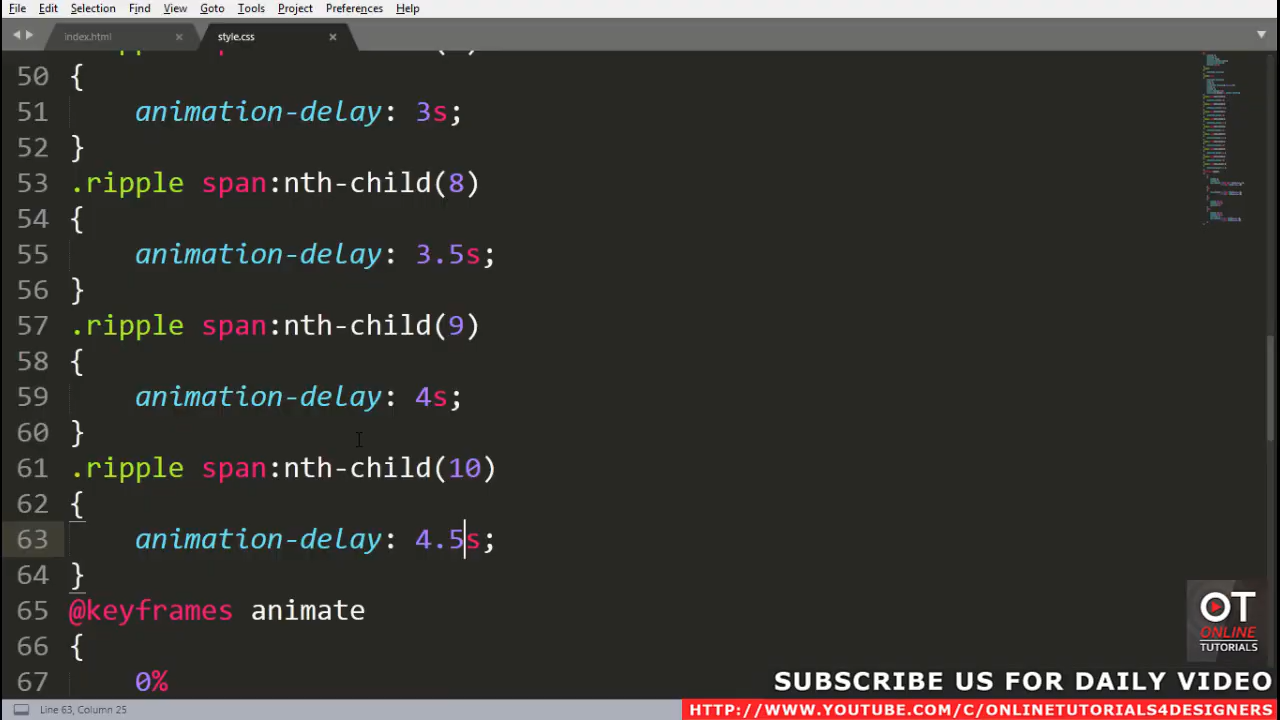 File Edit Selection Find View Goto Tools Project Preferences Help
index.html × style.css ×
50 {
51 animation-delay: 3s;
52 }
53 .ripple span:nth-child(8)
54 {
55 animation-delay: 3.5s;
56 }
57 .ripple span:nth-child(9)
58 {
59 animation-delay: 4s;
60 }
61 .ripple span:nth-child(10)
62 {
63 animation-delay: 4.5s;
64 }
65 @keyframes animate
66 {
67 0%
OT
ONLINE
TUTORIALS
SUBSCRIBE US FOR DAILY VIDEO
HTTP://WWW.YOUTUBE.COM/C/ONLINETUTORIALS4DESIGNERS
Line 63, Column 25